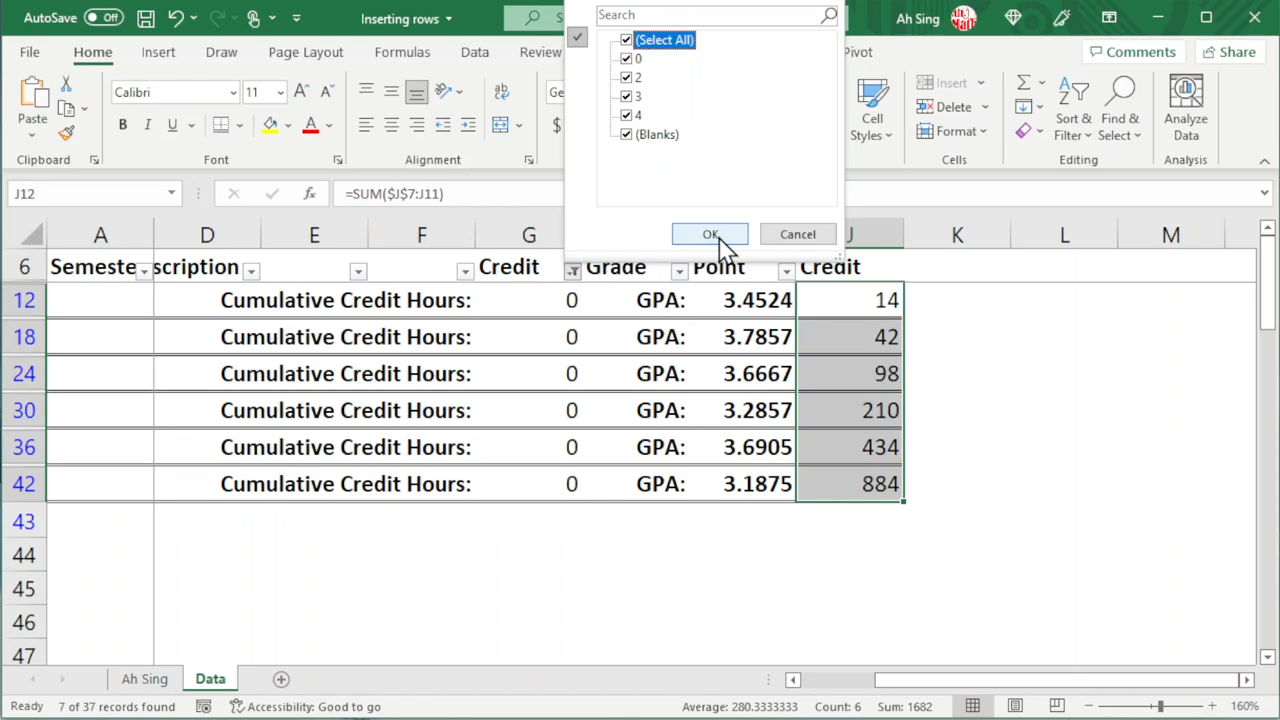 AutoSave Off Inserting rows S Ah Sing
File Home Insert Draw Page Layout Formulas Data Review Pivot Comments Share
Paste Calibri 11 A A ab Ge Insert Delete Format Cell Styles Sort & Filter Find & Select Analyze Data
B I U A $
Clipboard Font Alignment Cells Editing Analysis
Search
(Select All)
0
2
3
4
(Blanks)
OK Cancel
J12 fx =SUM($J$7:J11)
A D E F G J K L M
6 Semeste scription Credit Grade Point Credit
12 Cumulative Credit Hours: 0 GPA: 3.4524 14
18 Cumulative Credit Hours: 0 GPA: 3.7857 42
24 Cumulative Credit Hours: 0 GPA: 3.6667 98
30 Cumulative Credit Hours: 0 GPA: 3.2857 210
36 Cumulative Credit Hours: 0 GPA: 3.6905 434
42 Cumulative Credit Hours: 0 GPA: 3.1875 884
43
44
45
46
47
Ah Sing Data
Ready 7 of 37 records found Accessibility: Good to go Average: 280.3333333 Count: 6 Sum: 1682 160%